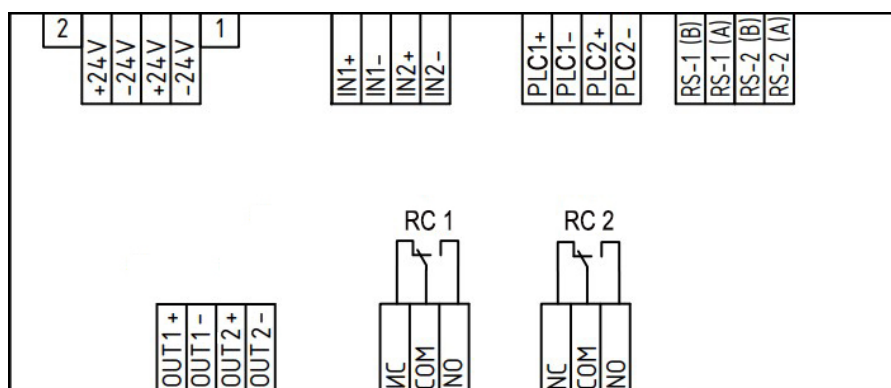 2
+24V
-24V
+24V
-24V
1
IN1+
IN1-
IN2+
IN2-
PLC1+
PLC1-
PLC2+
PLC2-
RS-1 (B)
RS-1 (A)
RS-2 (B)
RS-2 (A)
RC 1
RC 2
OUT1+
OUT1-
OUT2+
OUT2-
NC
COM
NO
NC
COM
NO